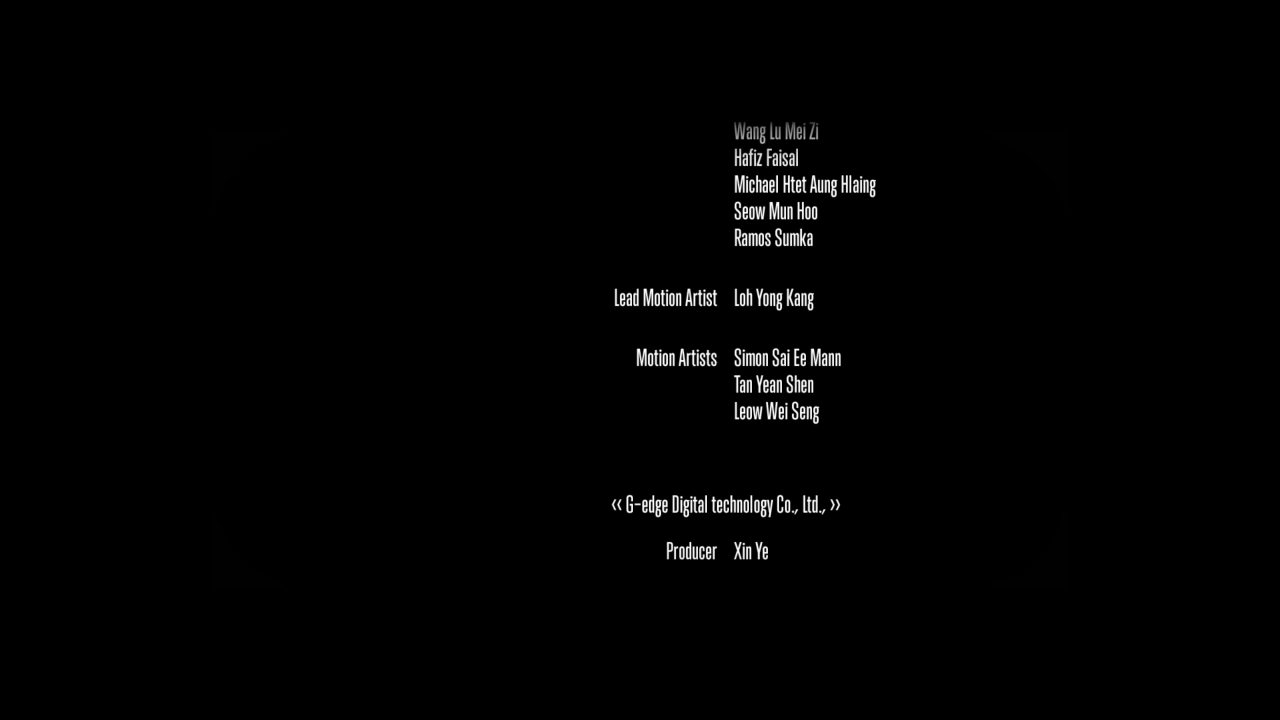 Wang Lu Mei Zi
Hafiz Faisal
Michael Htet Aung Hlaing
Seow Mun Hoo
Ramos Sumka
Lead Motion Artist Loh Yong Kang
Motion Artists Simon Sai Ee Mann
Tan Yean Shen
Leow Wei Seng
<< G-edge Digital technology Co., Ltd., >>
Producer Xin Ye